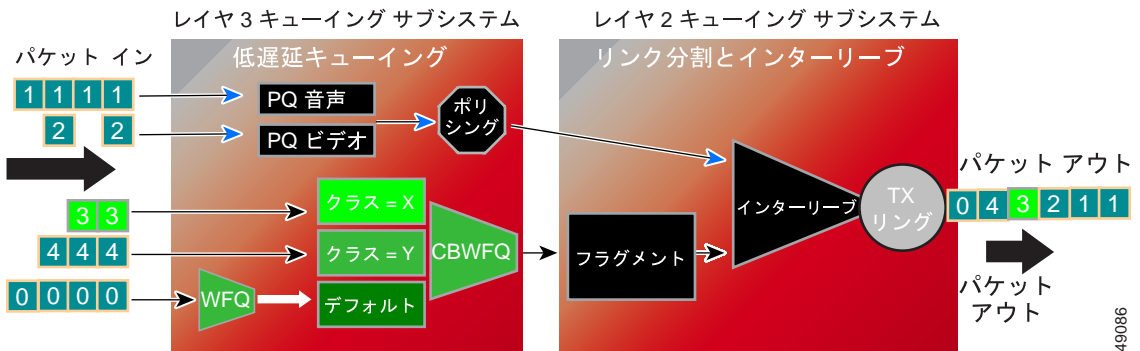 レイヤ 3 キューイング サブシステム
レイヤ 2 キューイング サブシステム
パケット イン
低遅延キューイング
リンク分割とインターリーブ
1 1 1 1
PQ 音声
ポリ
シング
2 2
PQ ビデオ
パケット アウト
3 3
クラス = X
インターリーブ
TX
リング
0 4 3 2 1 1
4 4 4
クラス = Y
CBWFQ
フラグメント
0 0 0 0
WFQ
デフォルト
パケット
アウト
49086